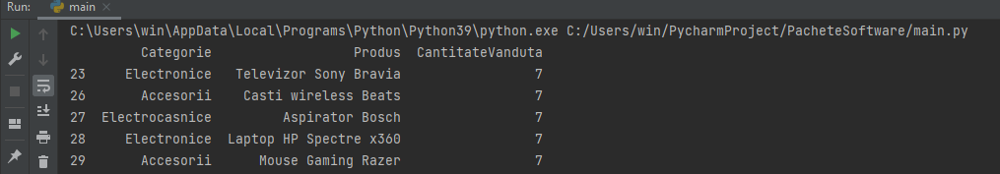 Run: main
C:\Users\win\AppData\Local\Programs\Python\Python39\python.exe C:/Users/win/PycharmProject/PacheteSoftware/main.py
Categorie Produs CantitateVanduta
23 Electronice Televizor Sony Bravia 7
26 Accesorii Casti wireless Beats 7
27 Electrocasnice Aspirator Bosch 7
28 Electronice Laptop HP Spectre x360 7
29 Accesorii Mouse Gaming Razer 7